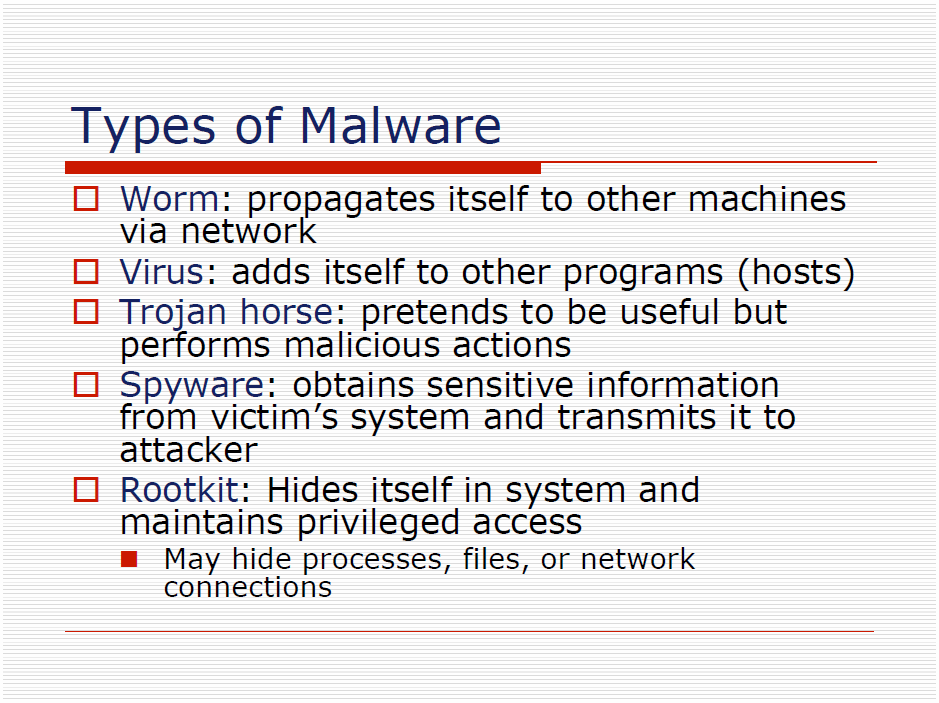 Types of Malware
Worm: propagates itself to other machines
via network
Virus: adds itself to other programs (hosts)
Trojan horse: pretends to be useful but
performs malicious actions
Spyware: obtains sensitive information
from victim’s system and transmits it to
attacker
Rootkit: Hides itself in system and
maintains privileged access
May hide processes, files, or network
connections